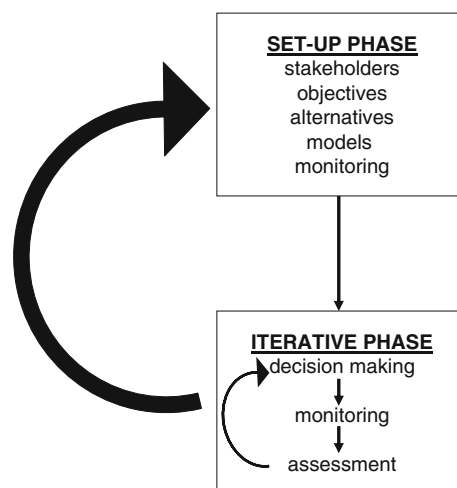 SET-UP PHASE
stakeholders
objectives
alternatives
models
monitoring
ITERATIVE PHASE
decision making
monitoring
assessment